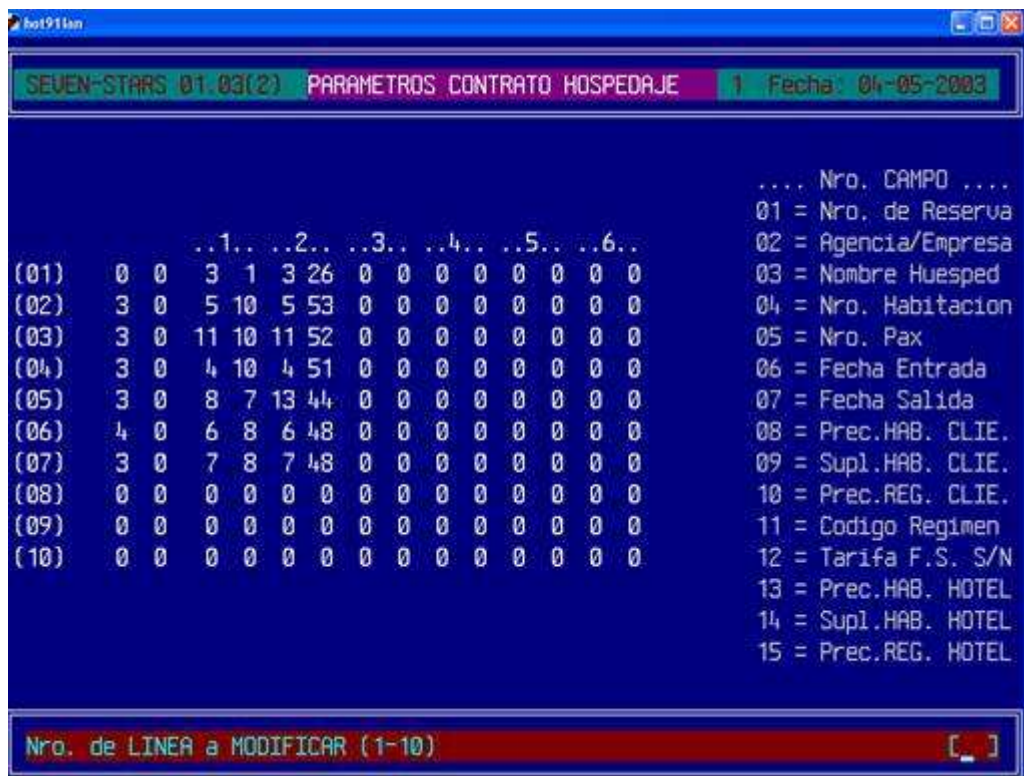 hot91lan
SEVEN-STARS 01.03(2) PARAMETROS CONTRATO HOSPEDAJE 1 Fecha: 04-05-2003
.... Nro. CAMPO ....
01 = Nro. de Reserva
..1.. ..2.. ..3.. ..4.. ..5.. ..6.. 02 = Agencia/Empresa
(01) 0 0 3 1 3 26 0 0 0 0 0 0 0 0 03 = Nombre Huesped
(02) 3 0 5 10 5 53 0 0 0 0 0 0 0 0 04 = Nro. Habitacion
(03) 3 0 11 10 11 52 0 0 0 0 0 0 0 0 05 = Nro. Pax
(04) 3 0 4 10 4 51 0 0 0 0 0 0 0 0 06 = Fecha Entrada
(05) 3 0 8 7 13 44 0 0 0 0 0 0 0 0 07 = Fecha Salida
(06) 4 0 6 8 6 48 0 0 0 0 0 0 0 0 08 = Prec.HAB. CLIE.
(07) 3 0 7 8 7 48 0 0 0 0 0 0 0 0 09 = Supl.HAB. CLIE.
(08) 0 0 0 0 0 0 0 0 0 0 0 0 0 0 10 = Prec.REG. CLIE.
(09) 0 0 0 0 0 0 0 0 0 0 0 0 0 0 11 = Codigo Regimen
(10) 0 0 0 0 0 0 0 0 0 0 0 0 0 0 12 = Tarifa F.S. S/N
13 = Prec.HAB. HOTEL
14 = Supl.HAB. HOTEL
15 = Prec.REG. HOTEL
Nro. de LINEA a MODIFICAR (1-10) [_ ]